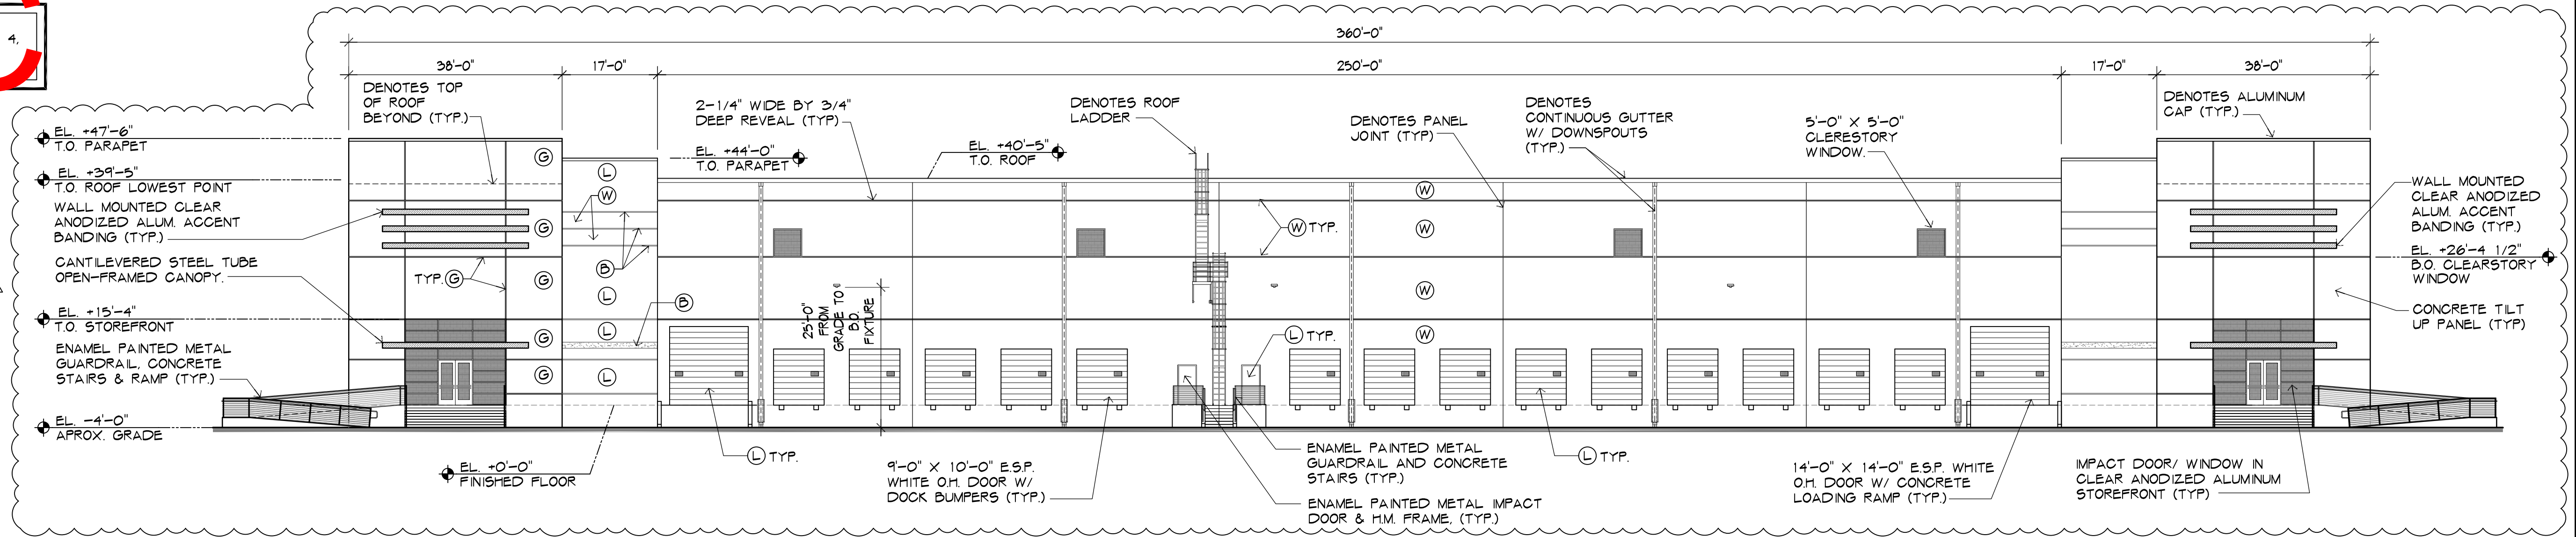 4,
360'-0"
38'-0"
17'-0"
250'-0"
17'-0"
38'-0"
DENOTES TOP
OF ROOF
BEYOND (TYP.)
2-1/4" WIDE BY 3/4"
DEEP REVEAL (TYP)
DENOTES ROOF
LADDER
DENOTES PANEL
JOINT (TYP)
DENOTES
CONTINUOUS GUTTER
W/ DOWNSPOUTS
(TYP.)
5'-0" X 5'-0"
CLERESTORY
WINDOW.
DENOTES ALUMINUM
CAP (TYP.)
EL. +47'-6"
T.O. PARAPET
EL. +44'-0"
T.O. PARAPET
EL. +40'-5"
T.O. ROOF
EL. +39'-5"
T.O. ROOF LOWEST POINT
WALL MOUNTED CLEAR
ANODIZED ALUM. ACCENT
BANDING (TYP.)
CANTILEVERED STEEL TUBE
OPEN-FRAMED CANOPY.
EL. +15'-4"
T.O. STOREFRONT
ENAMEL PAINTED METAL
GUARDRAIL, CONCRETE
STAIRS & RAMP (TYP.)
EL. -4'-0"
APROX. GRADE
EL. +0'-0"
FINISHED FLOOR
G
G
TYP. G
G
G
G
L
W
B
L
L
L
B
25'-0"
FROM
GRADE TO
B.O.
FIXTURE
W TYP.
W
W
W
W
L TYP.
L TYP.
L TYP.
9'-0" X 10'-0" E.S.P.
WHITE O.H. DOOR W/
DOCK BUMPERS (TYP.)
ENAMEL PAINTED METAL
GUARDRAIL AND CONCRETE
STAIRS (TYP.)
ENAMEL PAINTED METAL IMPACT
DOOR & H.M. FRAME, (TYP.)
14'-0" X 14'-0" E.S.P. WHITE
O.H. DOOR W/ CONCRETE
LOADING RAMP (TYP.)
IMPACT DOOR/ WINDOW IN
CLEAR ANODIZED ALUMINUM
STOREFRONT (TYP)
WALL MOUNTED
CLEAR ANODIZED
ALUM. ACCENT
BANDING (TYP.)
EL. +26'-4 1/2"
B.O. CLEARSTORY
WINDOW
CONCRETE TILT
UP PANEL (TYP)